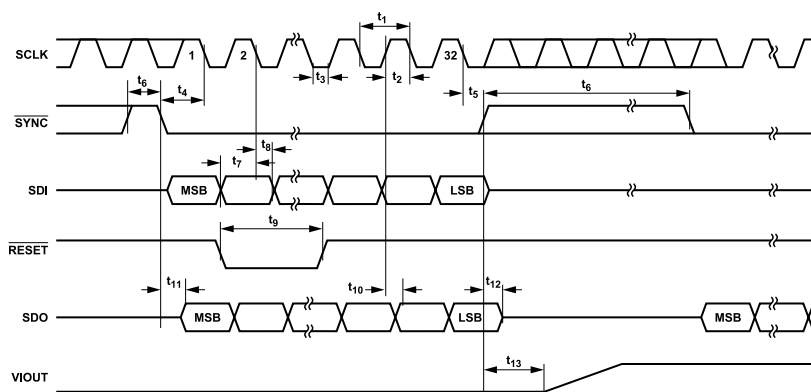 t1
SCLK
1
2
32
t3
t2
t6
t4
t5
t6
SYNC
t8
t7
SDI
MSB
LSB
t9
RESET
t11
t10
t12
SDO
MSB
LSB
MSB
t13
VIOUT